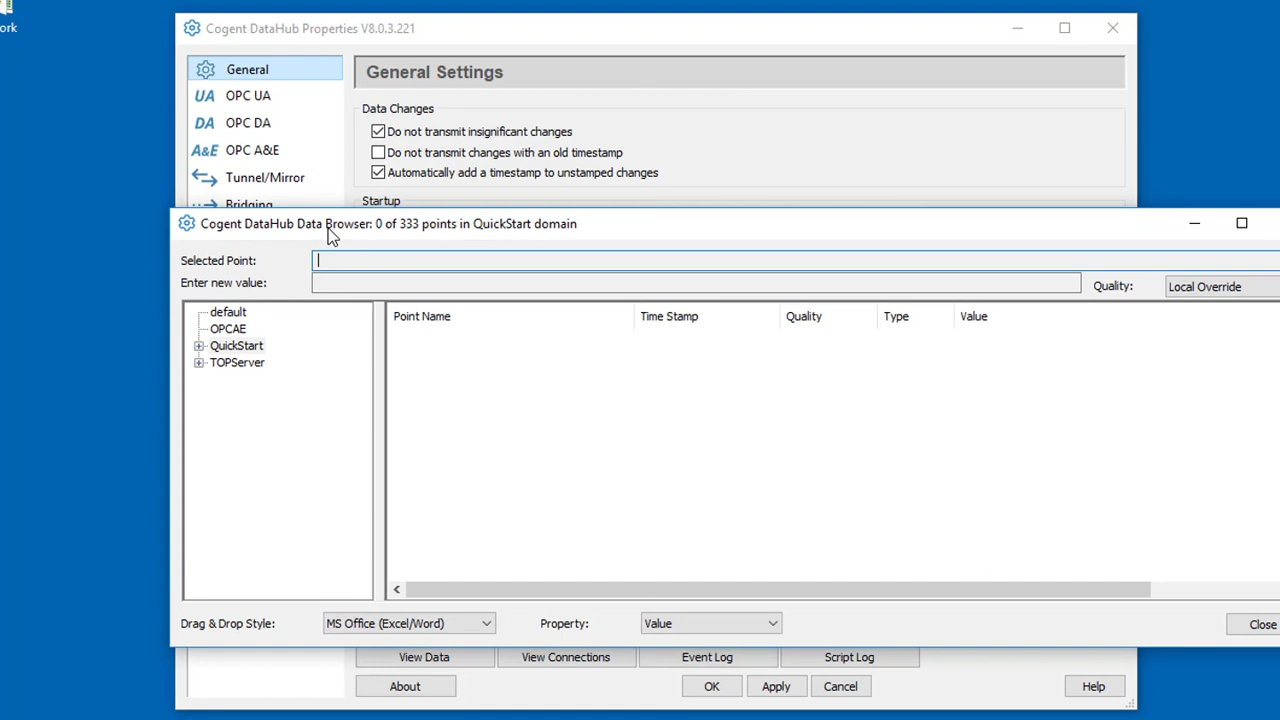 ork
Cogent DataHub Properties V8.0.3.221
General
UA OPC UA
DA OPC DA
A&E OPC A&E
Tunnel/Mirror
Bridging
General Settings
Data Changes
Do not transmit insignificant changes
Do not transmit changes with an old timestamp
Automatically add a timestamp to unstamped changes
Startup
Cogent DataHub Data Browser: 0 of 333 points in QuickStart domain
Selected Point:
Enter new value:
Quality: Local Override
default
OPCAE
QuickStart
TOPServer
Point Name Time Stamp Quality Type Value
Drag & Drop Style: MS Office (Excel/Word) Property: Value Close
View Data View Connections Event Log Script Log
About OK Apply Cancel Help